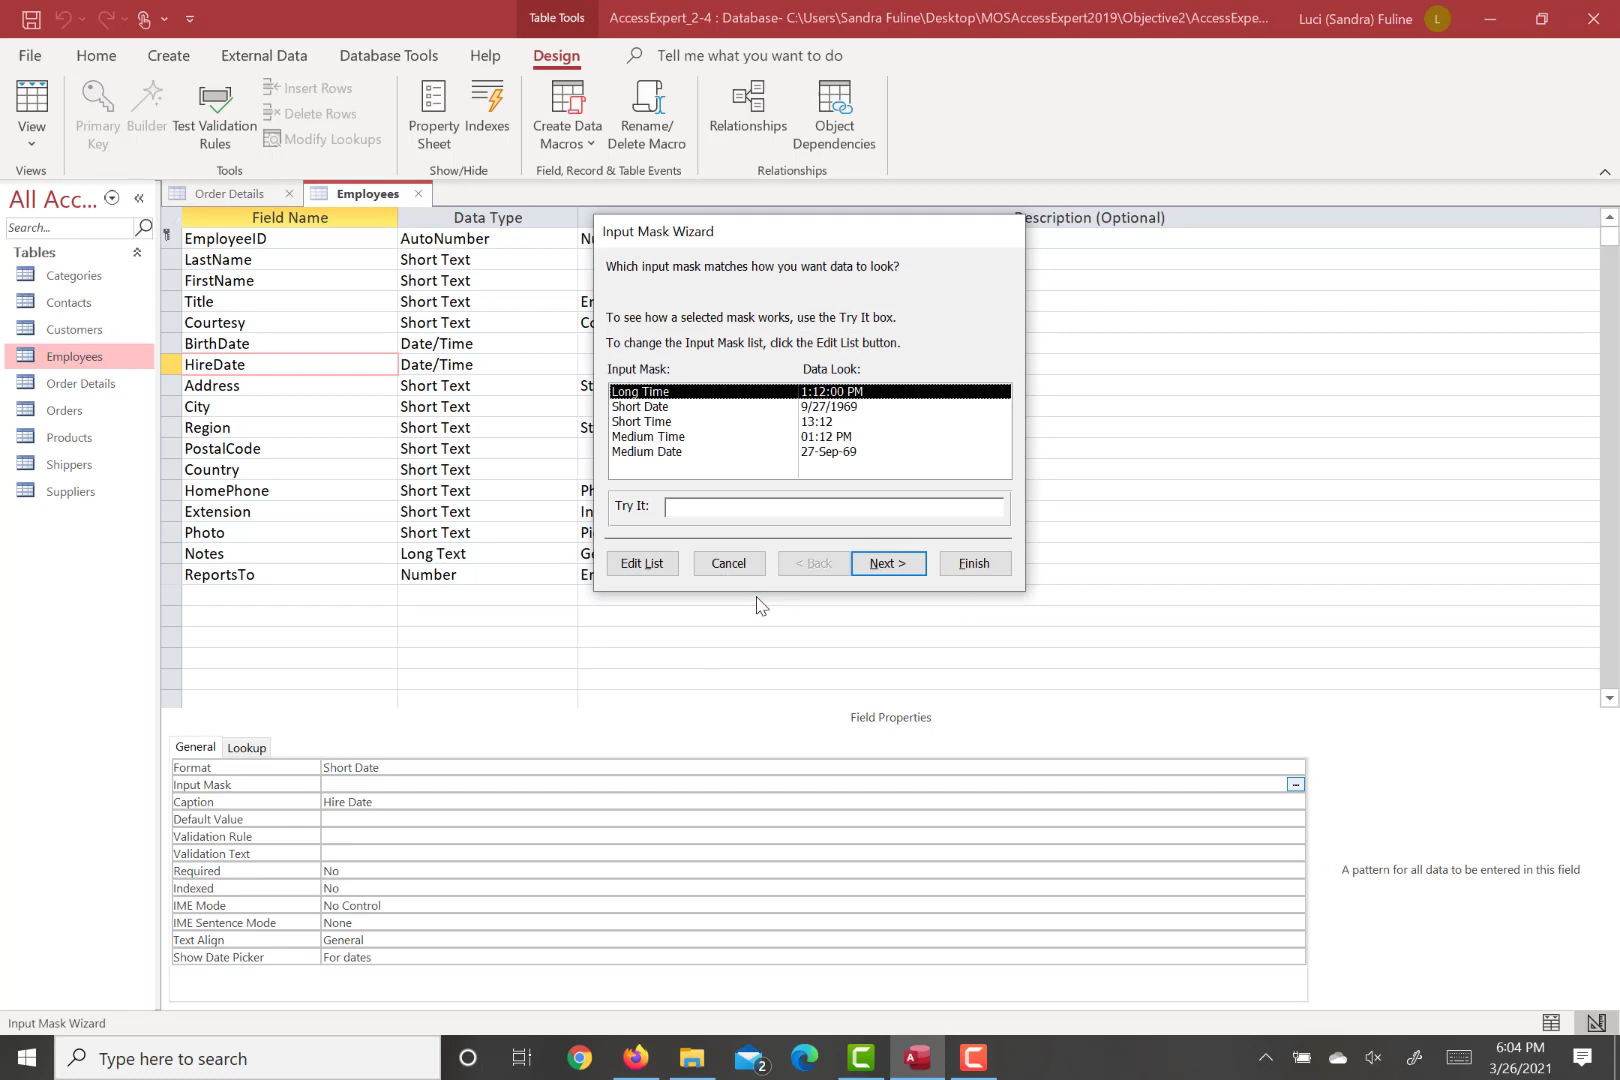 Table Tools
AccessExpert_2-4 : Database- C:\Users\Sandra Fuline\Desktop\MOSAccessExpert2019\Objective2\AccessExpe...
Luci (Sandra) Fuline
L
File
Home
Create
External Data
Database Tools
Help
Design
Tell me what you want to do
View
Primary Key
Builder
Test Validation Rules
Insert Rows
Delete Rows
Modify Lookups
Property Sheet
Indexes
Create Data Macros
Rename/ Delete Macro
Relationships
Object Dependencies
Views
Tools
Show/Hide
Field, Record & Table Events
Relationships
All Acc...
Search...
Tables
Categories
Contacts
Customers
Employees
Order Details
Orders
Products
Shippers
Suppliers
Order Details
Employees
Field Name Data Type Description (Optional)
EmployeeID AutoNumber Nu
LastName Short Text
FirstName Short Text
Title Short Text En
Courtesy Short Text Co
BirthDate Date/Time
HireDate Date/Time
Address Short Text St
City Short Text
Region Short Text St
PostalCode Short Text
Country Short Text
HomePhone Short Text Ph
Extension Short Text In
Photo Short Text Pi
Notes Long Text Ge
ReportsTo Number En
Input Mask Wizard
Which input mask matches how you want data to look?
To see how a selected mask works, use the Try It box.
To change the Input Mask list, click the Edit List button.
Input Mask: Data Look:
Long Time 1:12:00 PM
Short Date 9/27/1969
Short Time 13:12
Medium Time 01:12 PM
Medium Date 27-Sep-69
Try It:
Edit List
Cancel
< Back
Next >
Finish
Field Properties
General
Lookup
Format Short Date
Input Mask
Caption Hire Date
Default Value
Validation Rule
Validation Text
Required No
Indexed No
IME Mode No Control
IME Sentence Mode None
Text Align General
Show Date Picker For dates
A pattern for all data to be entered in this field
Input Mask Wizard
Type here to search
2
6:04 PM
3/26/2021